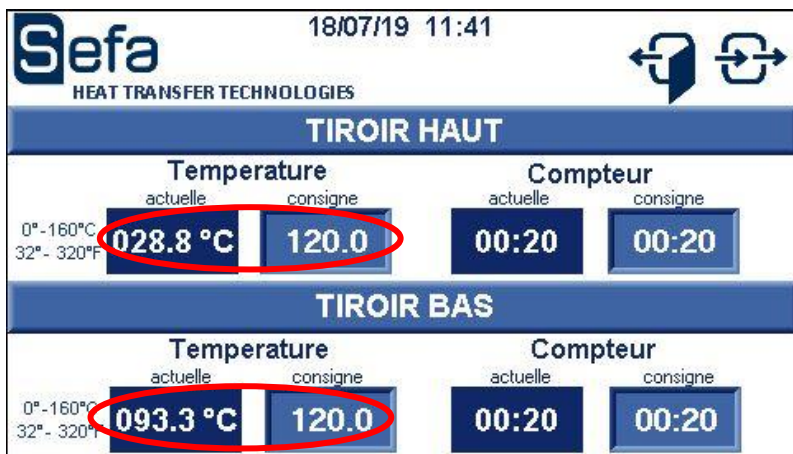 Sefa
18/07/19 11:41
HEAT TRANSFER TECHNOLOGIES
TIROIR HAUT
Temperature Compteur
actuelle consigne actuelle consigne
0°-160°C
32°- 320°F
028.8 °C 120.0 00:20 00:20
TIROIR BAS
Temperature Compteur
actuelle consigne actuelle consigne
0°-160°C
32°- 320°F
093.3 °C 120.0 00:20 00:20